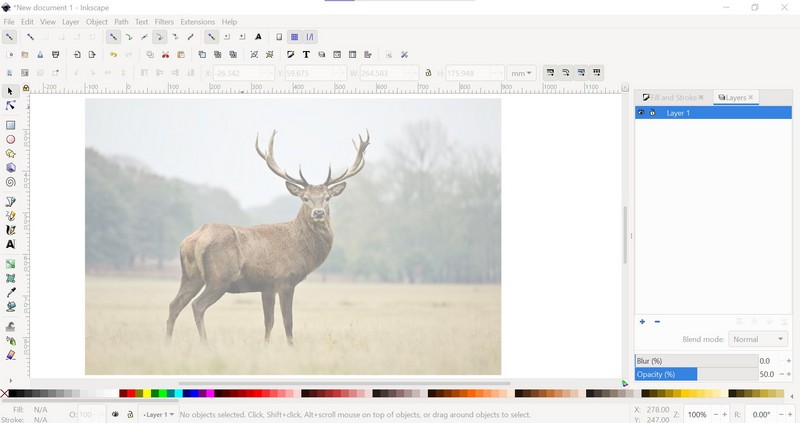 *New document 1 - Inkscape
File Edit View Layer Object Path Text Filters Extensions Help
X: -26.542 Y: 59.675 W: 264.583 H: 175.948 mm
-200 -100 0 100 200 300 400 500 600 700 800 900 1000 1100
Fill and Stroke Layers
Layer 1
Blend mode: Normal
Blur (%) 0.0
Opacity (%) 50.0
Fill: N/A O: 100 Layer 1 No objects selected. Click, Shift+click, Alt+scroll mouse on top of objects, or drag around objects to select. X: 278.00 Z: 100% R: 0.00°
Stroke: N/A Y: 247.00